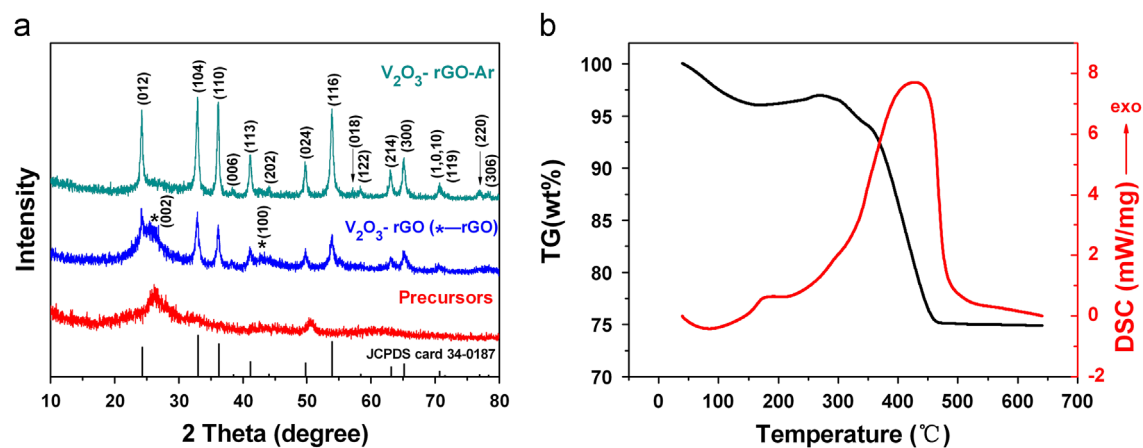 a
V2O3- rGO-Ar
(012)
(104)
(110)
(006)
(113)
(202)
(024)
(116)
(018)
(122)
(214)
(300)
(1,0,10)
(119)
(220)
(306)
V2O3- rGO (*—rGO)
*
(002)
*
(100)
Precursors
JCPDS card 34-0187
Intensity
10 20 30 40 50 60 70 80
2 Theta (degree)
b
100
95
90
85
80
75
70
TG(wt%)
0 100 200 300 400 500 600 700
Temperature (℃)
8
6
4
2
0
-2
DSC (mW/mg) → exo